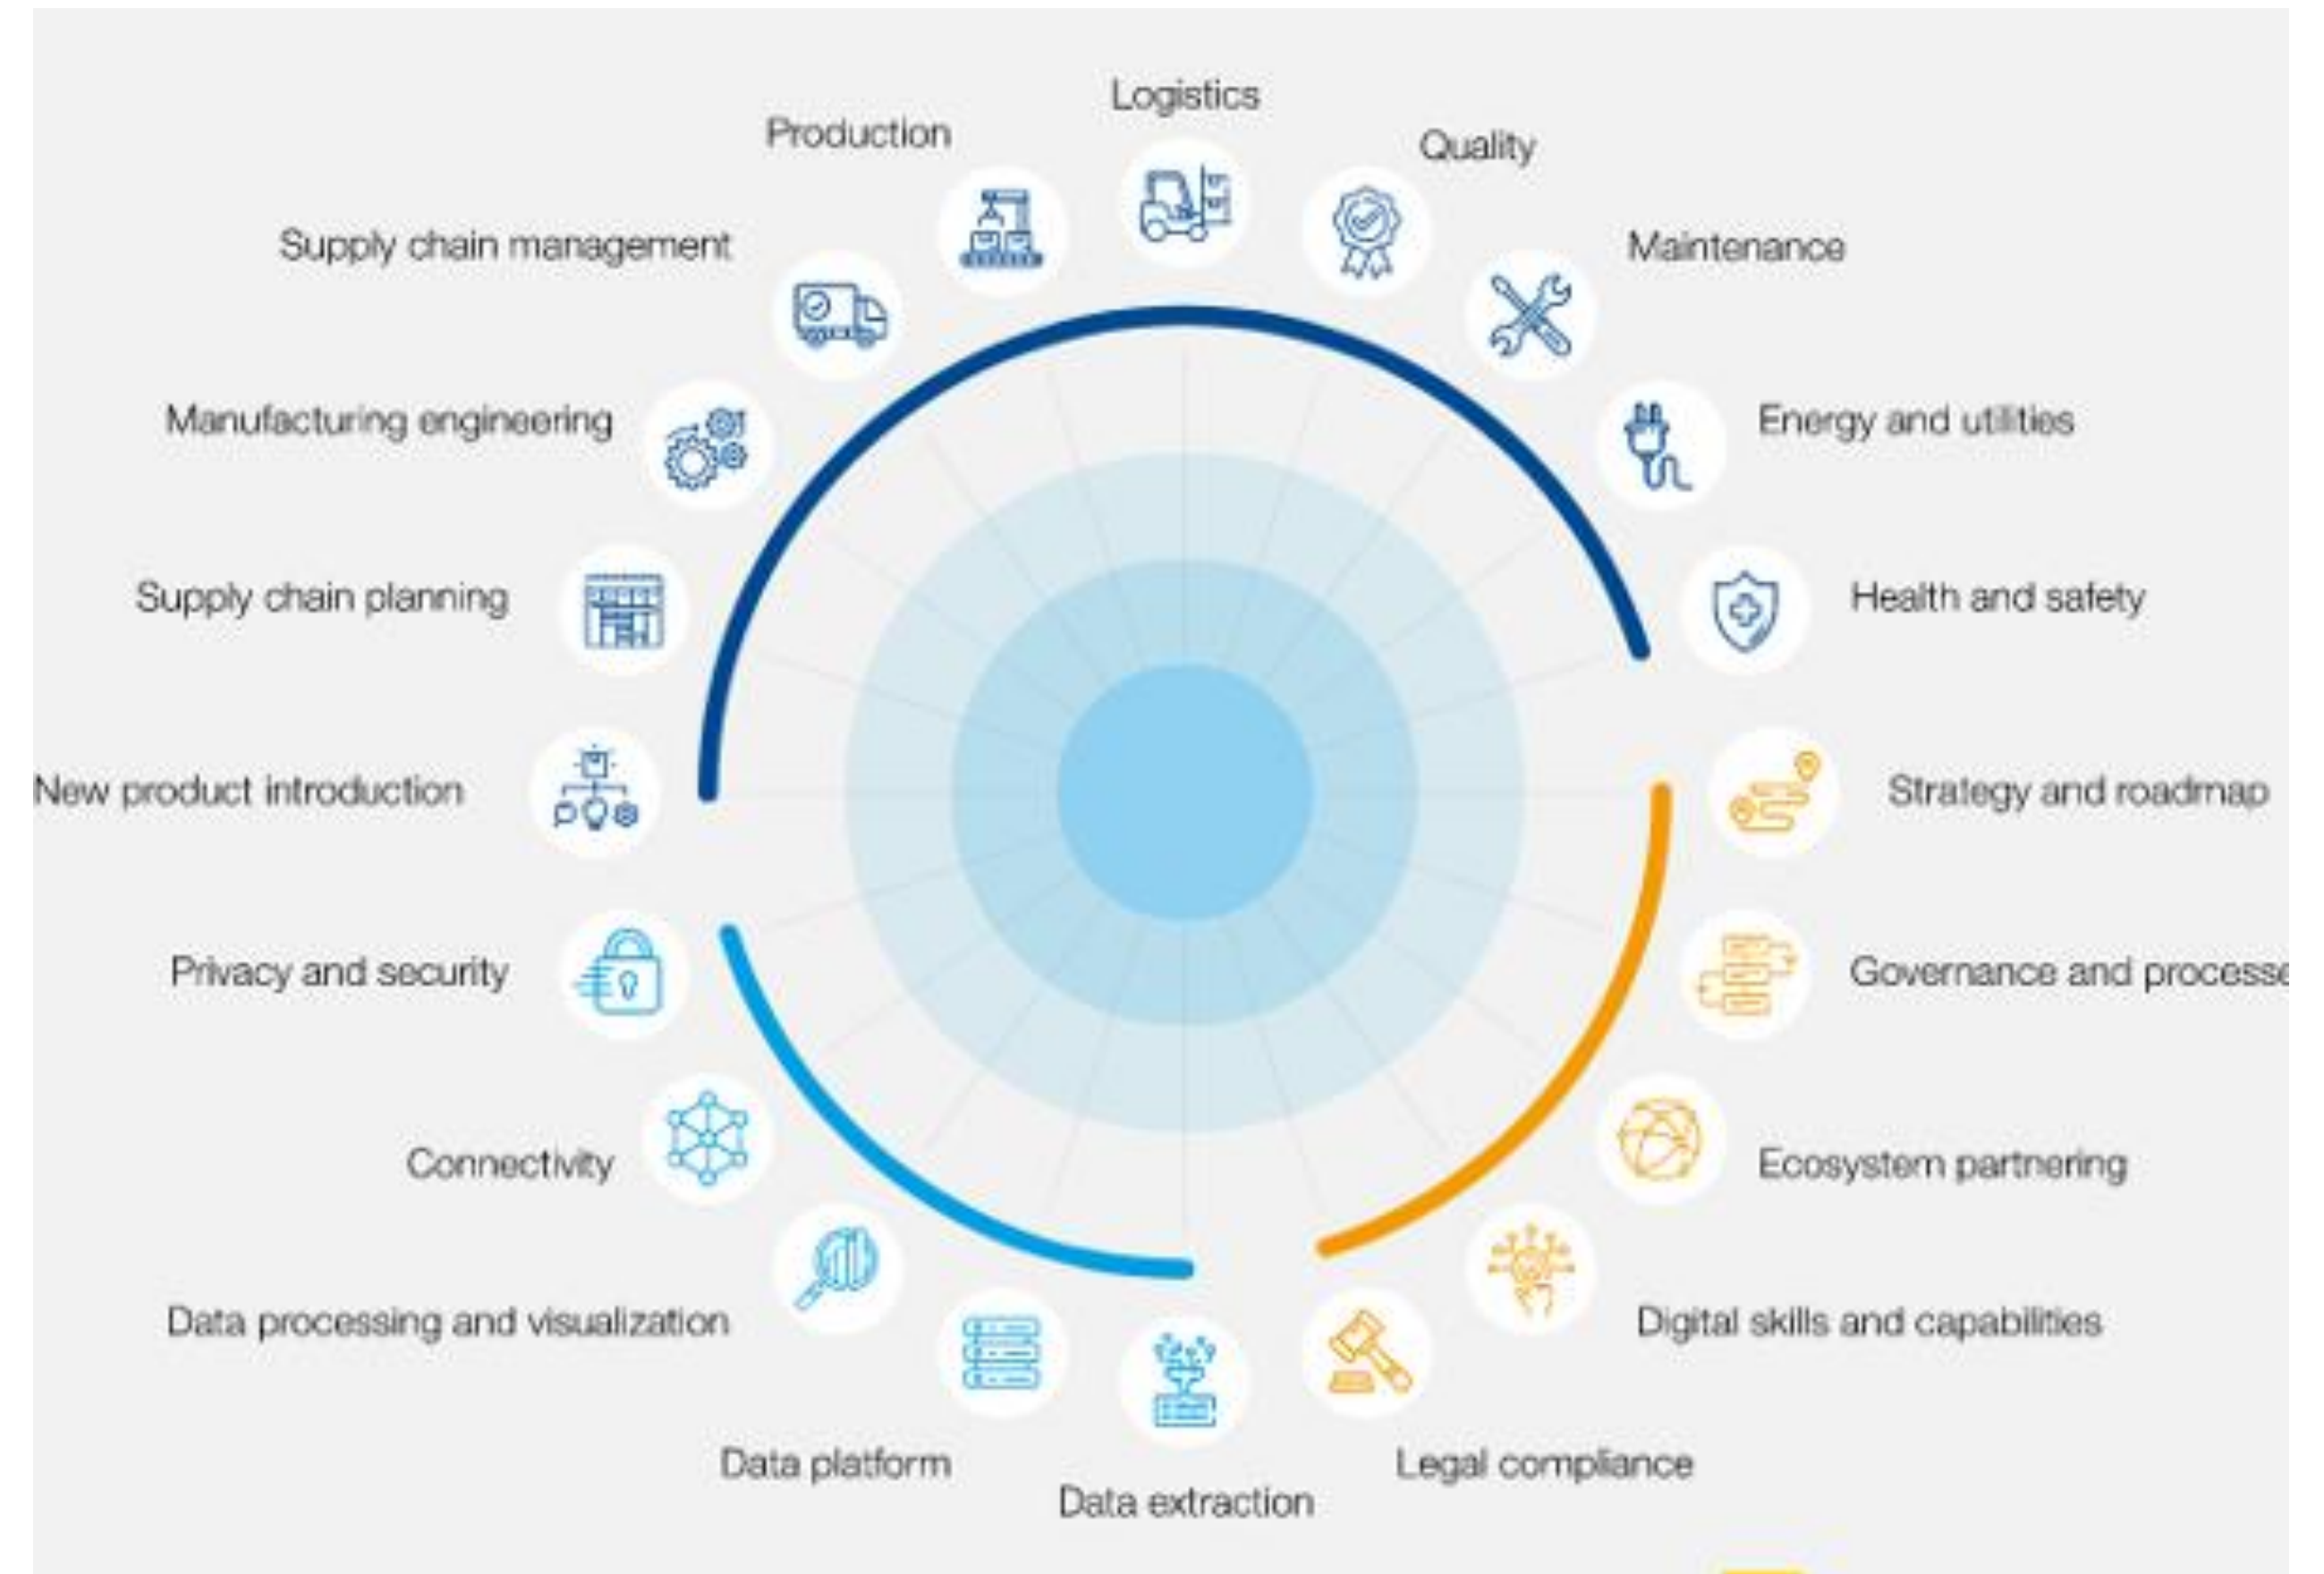 Logistics
Production
Quality
Supply chain management
Maintenance
Manufacturing engineering
Energy and utilities
Supply chain planning
Health and safety
New product introduction
Strategy and roadmap
Privacy and security
Governance and processe
Connectivity
Ecosystem partnering
Data processing and visualization
Digital skills and capabilities
Data platform
Legal compliance
Data extraction